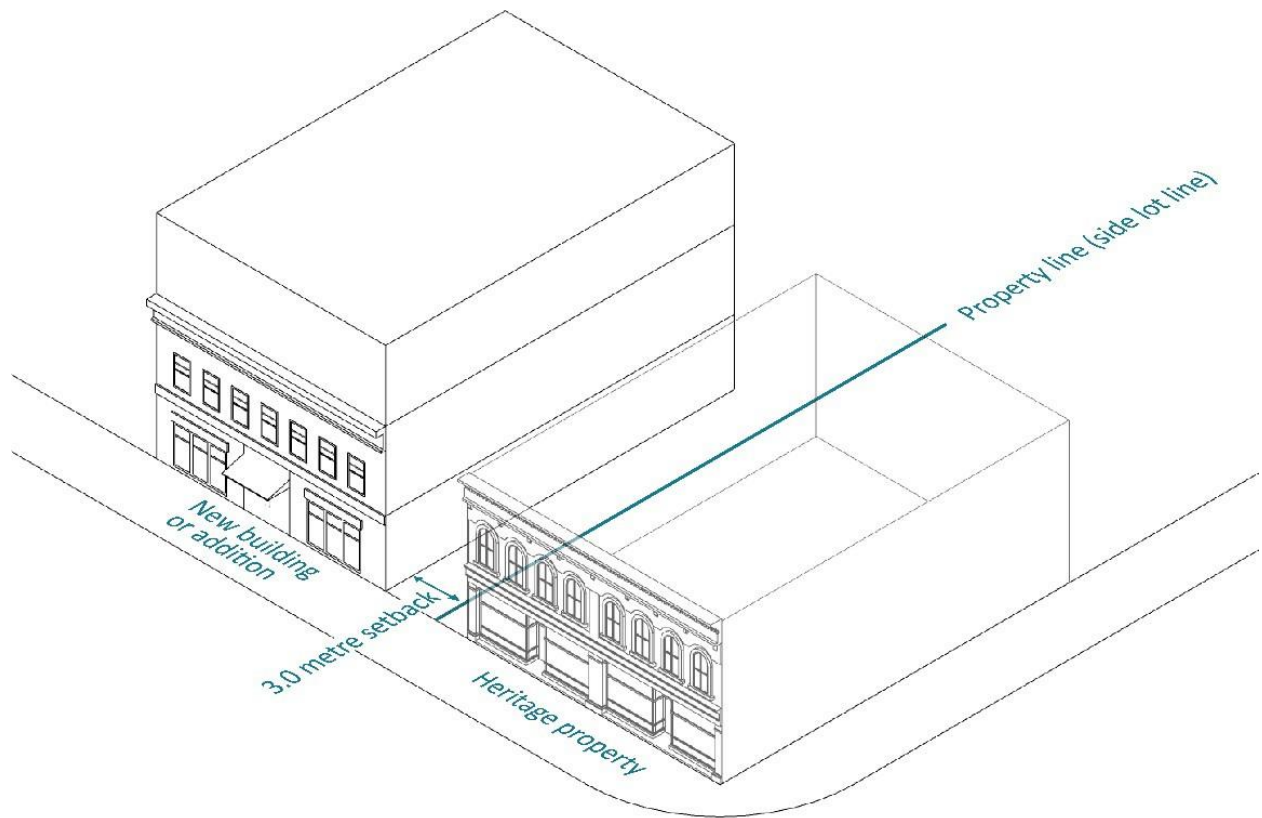 Property line (side lot line)
New building
or addition
3.0 metre setback
Heritage property